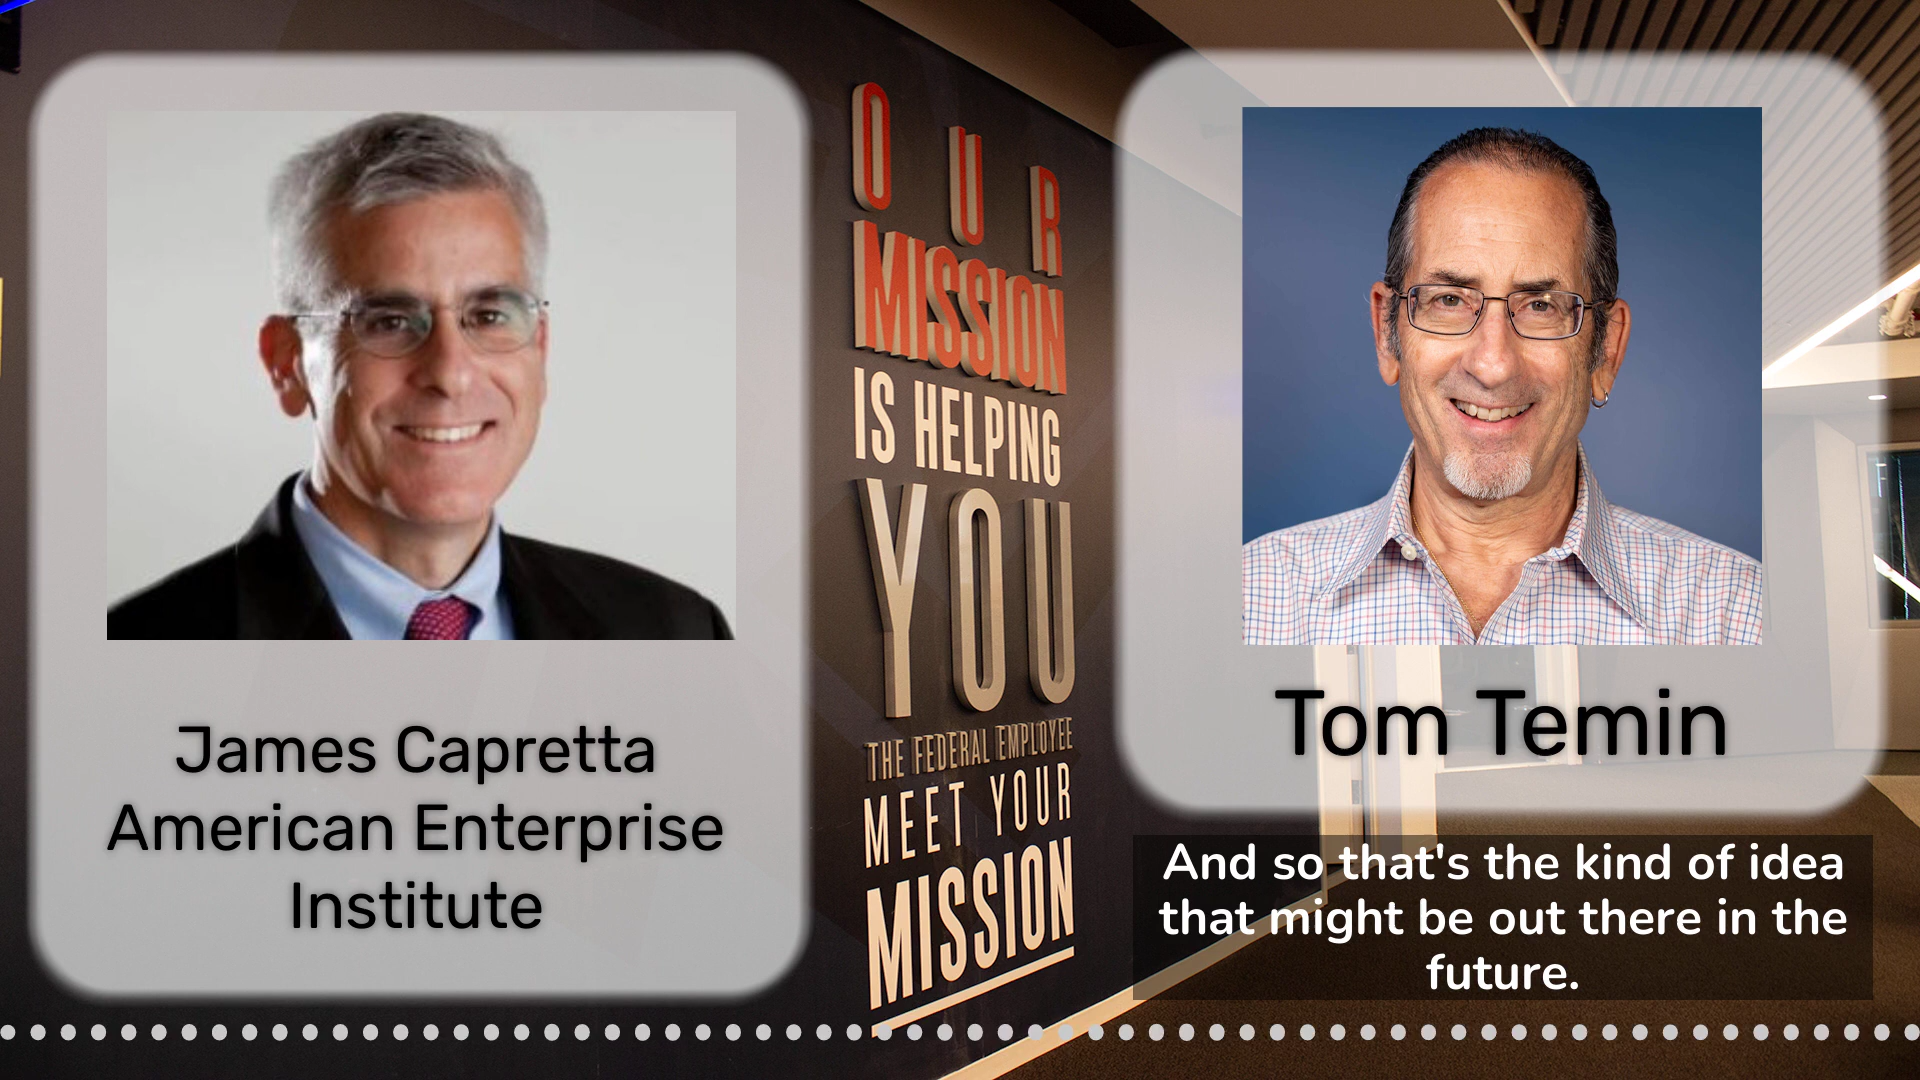 James Capretta
American Enterprise
Institute
OUR
MISSION
IS HELPING
YOU
THE FEDERAL EMPLOYEE
MEET YOUR
MISSION
Tom Temin
And so that's the kind of idea
that might be out there in the
future.